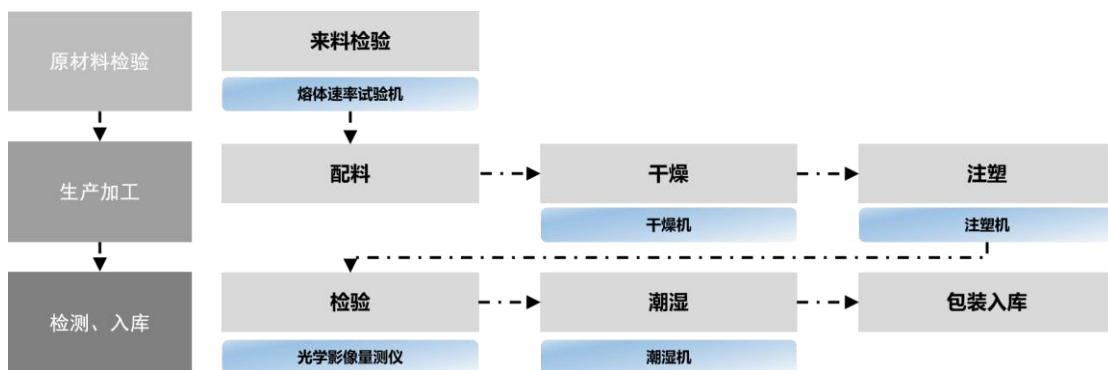 原材料检验
来料检验
熔体速率试验机
生产加工
配料
干燥
注塑
干燥机
注塑机
检测、入库
检验
潮湿
包装入库
光学影像量测仪
潮湿机